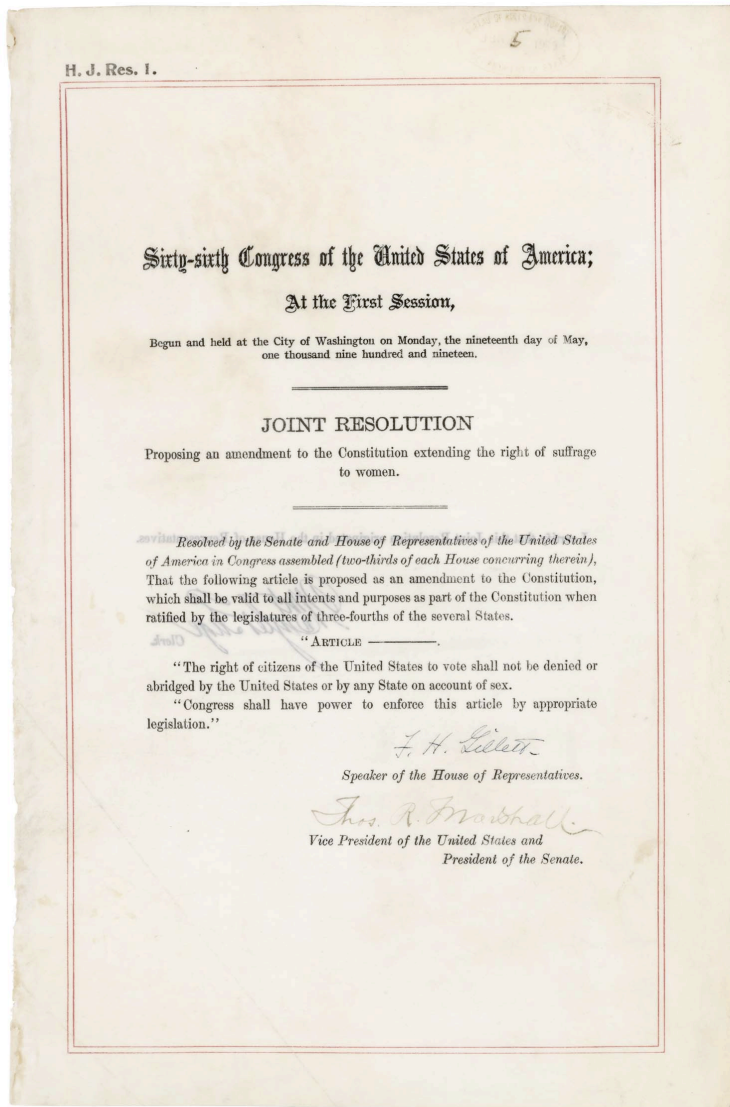 5
H. J. Res. 1.
Sixty-sixth Congress of the United States of America;
At the First Session,
Begun and held at the City of Washington on Monday, the nineteenth day of May,
one thousand nine hundred and nineteen.
JOINT RESOLUTION
Proposing an amendment to the Constitution extending the right of suffrage
to women.
Resolved by the Senate and House of Representatives of the United States
of America in Congress assembled (two-thirds of each House concurring therein),
That the following article is proposed as an amendment to the Constitution,
which shall be valid to all intents and purposes as part of the Constitution when
ratified by the legislatures of three-fourths of the several States.
"ARTICLE ————.
"The right of citizens of the United States to vote shall not be denied or
abridged by the United States or by any State on account of sex.
"Congress shall have power to enforce this article by appropriate
legislation."
F. H. Gillett
Speaker of the House of Representatives.
Thos. R. Marshall
Vice President of the United States and
President of the Senate.